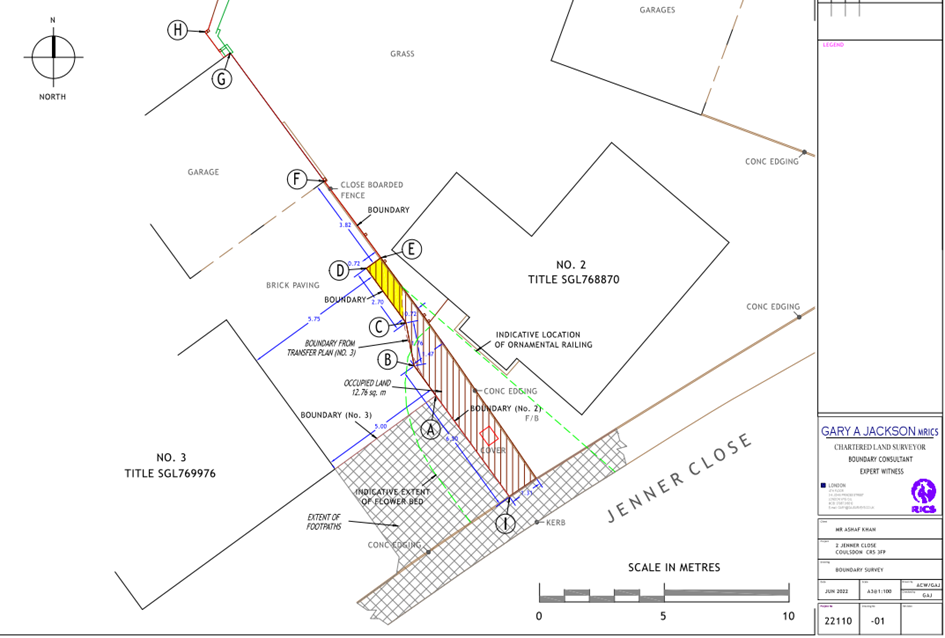 N
NORTH
H
G
GRASS
GARAGES
CONC EDGING
GARAGE
F
CLOSE BOARDED
FENCE
BOUNDARY
3.82
E
0.72
D
NO. 2
TITLE SGL768870
BRICK PAVING
BOUNDARY
2.70
5.75
C
0.72
CONC EDGING
BOUNDARY FROM
TRANSFER PLAN (NO. 3)
INDICATIVE LOCATION
OF ORNAMENTAL RAILING
B
OCCUPIED LAND
12.76 sq. m
CONC EDGING
BOUNDARY (No. 2)
F/B
BOUNDARY (No. 3)
5.00
A
COVER
NO. 3
TITLE SGL769976
JENNER CLOSE
INDICATIVE EXTENT
OF FLOWER BED
I
EXTENT OF
FOOTPATHS
KERB
CONC EDGING
SCALE IN METRES
0
5
10
LEGEND
GARY A JACKSON MRICS
CHARTERED LAND SURVEYOR
BOUNDARY CONSULTANT
EXPERT WITNESS
LONDON
RICS
MR ASHAF KHAN
2 JENNER CLOSE
COULSDON CR5 3FP
BOUNDARY SURVEY
JUN 2022
A3@1:100
ACW/GAJ
GAJ
22110
-01